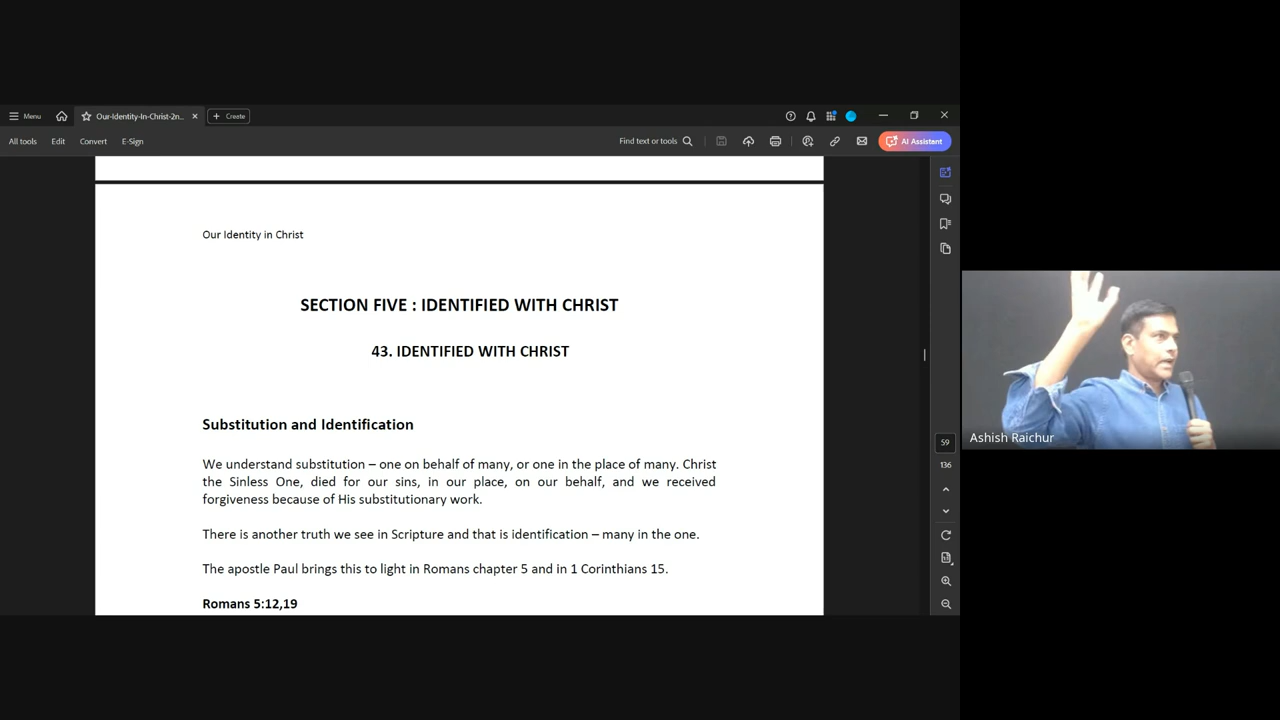 Menu
Our-Identity-In-Christ-2n...
Create
All tools Edit Convert E-Sign
Find text or tools
AI Assistant
Our Identity in Christ
SECTION FIVE : IDENTIFIED WITH CHRIST
43. IDENTIFIED WITH CHRIST
Substitution and Identification
We understand substitution – one on behalf of many, or one in the place of many. Christ
the Sinless One, died for our sins, in our place, on our behalf, and we received
forgiveness because of His substitutionary work.
There is another truth we see in Scripture and that is identification – many in the one.
The apostle Paul brings this to light in Romans chapter 5 and in 1 Corinthians 15.
Romans 5:12,19
59
136
Ashish Raichur